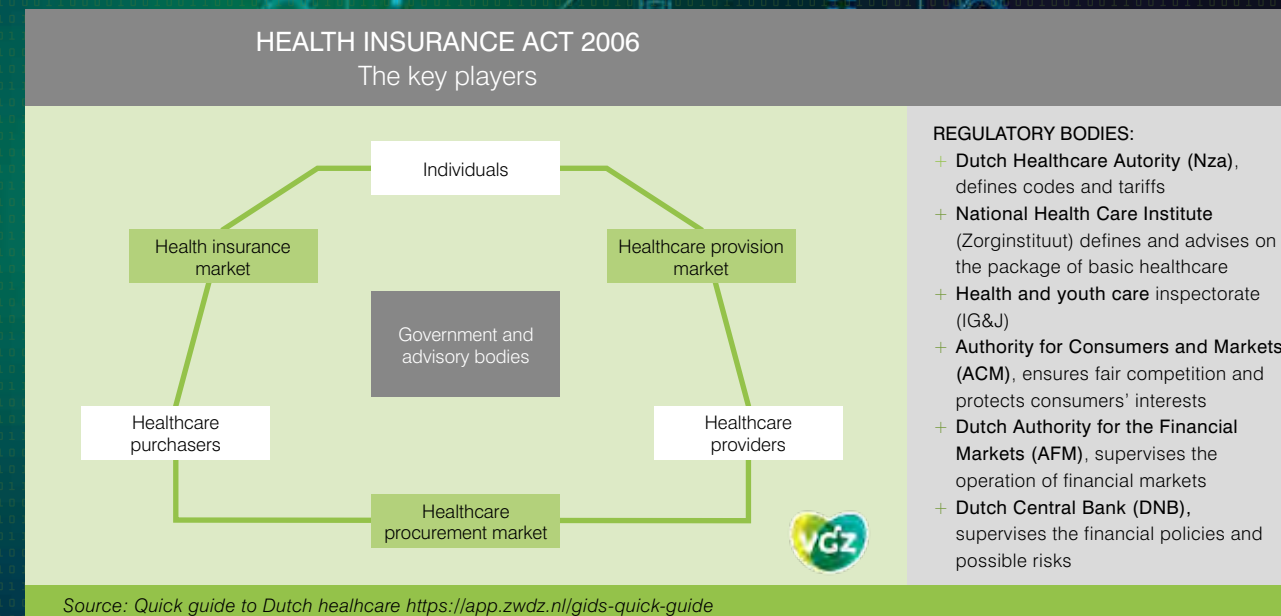 HEALTH INSURANCE ACT 2006
The key players
Individuals
Health insurance
market
Healthcare provision
market
Government and
advisory bodies
Healthcare
purchasers
Healthcare
providers
Healthcare
procurement market
vgz
REGULATORY BODIES:
+ Dutch Healthcare Autority (Nza),
defines codes and tariffs
+ National Health Care Institute
(Zorginstituut) defines and advises on
the package of basic healthcare
+ Health and youth care inspectorate
(IG&J)
+ Authority for Consumers and Markets
(ACM), ensures fair competition and
protects consumers' interests
+ Dutch Authority for the Financial
Markets (AFM), supervises the
operation of financial markets
+ Dutch Central Bank (DNB),
supervises the financial policies and
possible risks
Source: Quick guide to Dutch healhcare https://app.zwdz.nl/gids-quick-guide